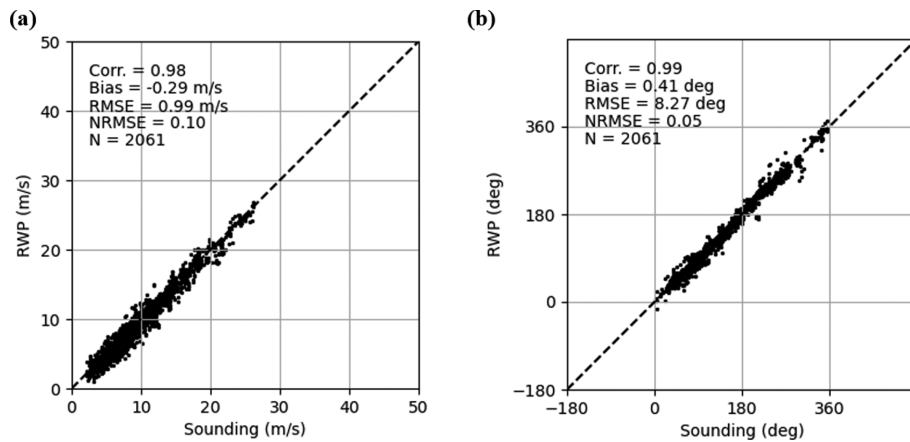 (a)
50
40
30
20
10
0
RWP (m/s)
Corr. = 0.98
Bias = -0.29 m/s
RMSE = 0.99 m/s
NRMSE = 0.10
N = 2061
0 10 20 30 40 50
Sounding (m/s)
(b)
360
180
0
−180
RWP (deg)
Corr. = 0.99
Bias = 0.41 deg
RMSE = 8.27 deg
NRMSE = 0.05
N = 2061
−180 0 180 360
Sounding (deg)